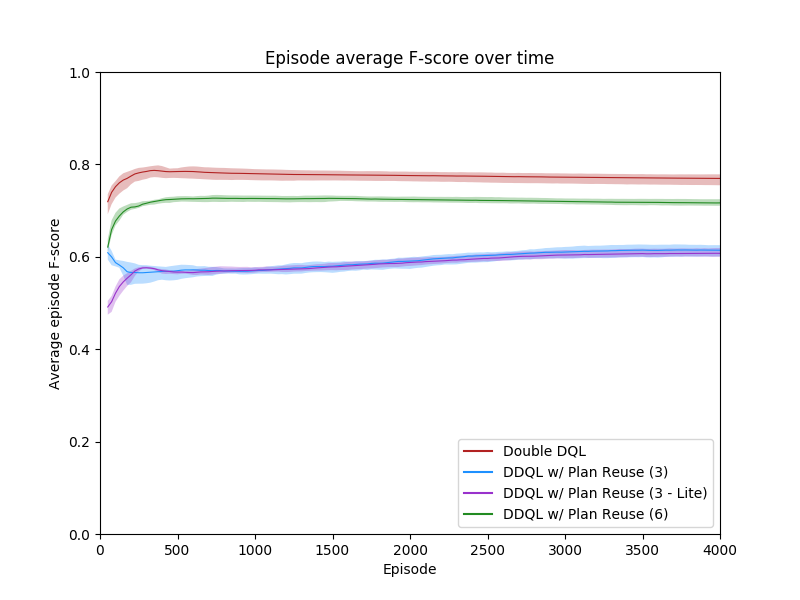 Episode average F-score over time
Average episode F-score
1.0
0.8
0.6
0.4
0.2
0.0
0 500 1000 1500 2000 2500 3000 3500 4000
Episode
Double DQL
DDQL w/ Plan Reuse (3)
DDQL w/ Plan Reuse (3 - Lite)
DDQL w/ Plan Reuse (6)